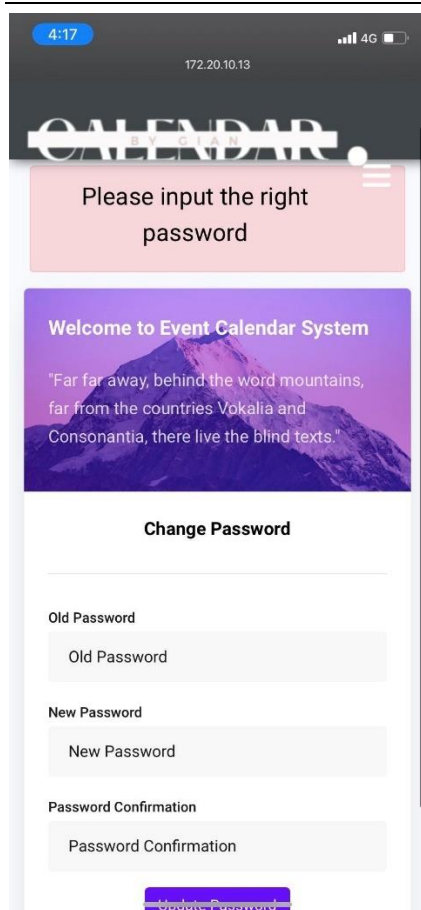 4:17
4G
172.20.10.13
CALENDAR.
BY GIAN
Please input the right
password
Welcome to Event Calendar System
"Far far away, behind the word mountains,
far from the countries Vokalia and
Consonantia, there live the blind texts."
Change Password
Old Password
Old Password
New Password
New Password
Password Confirmation
Password Confirmation
Update Password